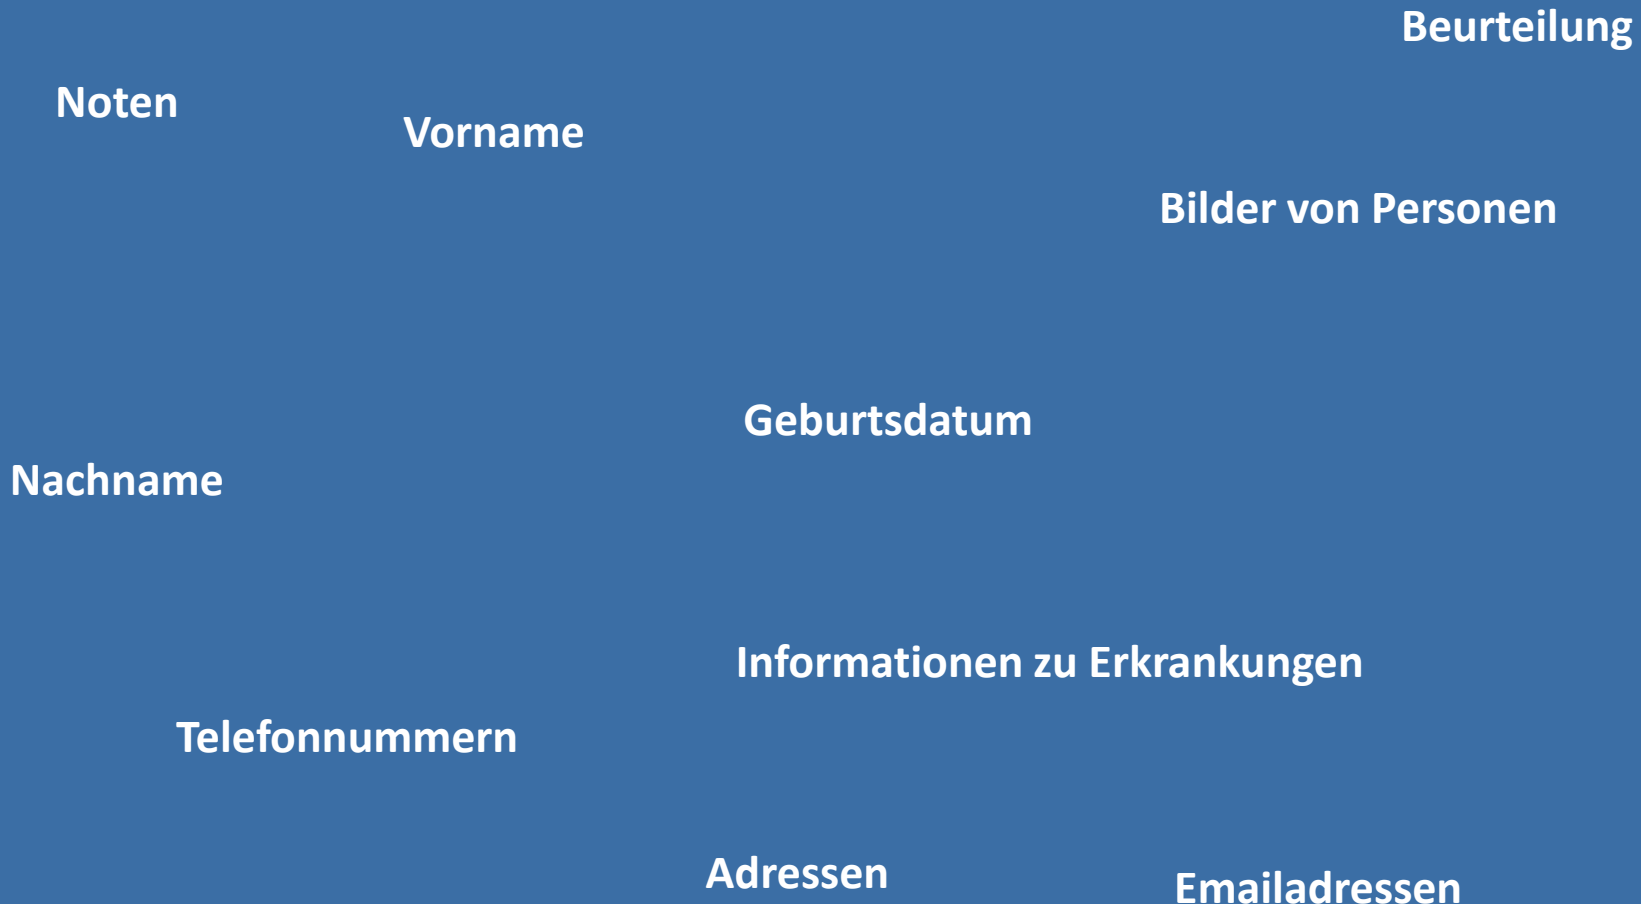 Beurteilung
Noten
Vorname
Bilder von Personen
Geburtsdatum
Nachname
Informationen zu Erkrankungen
Telefonnummern
Adressen
Emailadressen